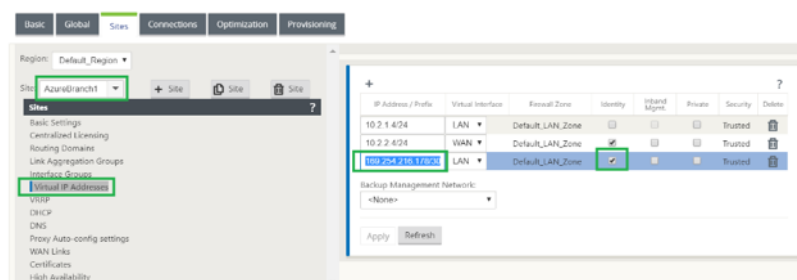 Basic Global Sites Connections Optimization Provisioning
Region: Default_Region
Site: AzureBranch1 + Site Site Site
Sites ?
Basic Settings
Centralized Licensing
Routing Domains
Link Aggregation Groups
Interface Groups
Virtual IP Addresses
VRRP
DHCP
DNS
Proxy Auto-config settings
WAN Links
Certificates
High Availability
+ ?
IP Address / Prefix Virtual Interface Firewall Zone Identity Inband Mgmt. Private Security Delete
10.2.1.4/24 LAN Default_LAN_Zone Trusted
10.2.2.4/24 WAN Default_LAN_Zone Trusted
169.254.216.178/30 LAN Default_LAN_Zone Trusted
Backup Management Network:
<None>
Apply Refresh